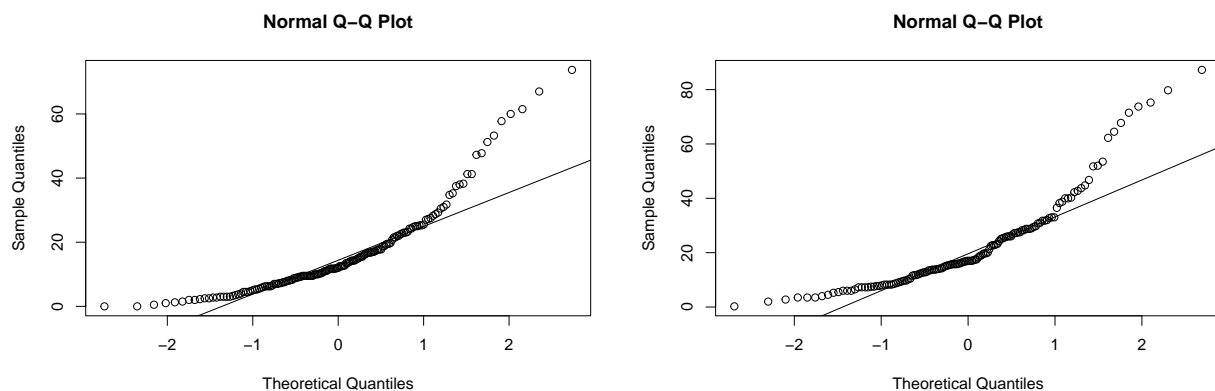 Normal Q−Q Plot
Sample Quantiles
0 20 40 60
−2 −1 0 1 2
Theoretical Quantiles
Normal Q−Q Plot
Sample Quantiles
0 20 40 60 80
−2 −1 0 1 2
Theoretical Quantiles